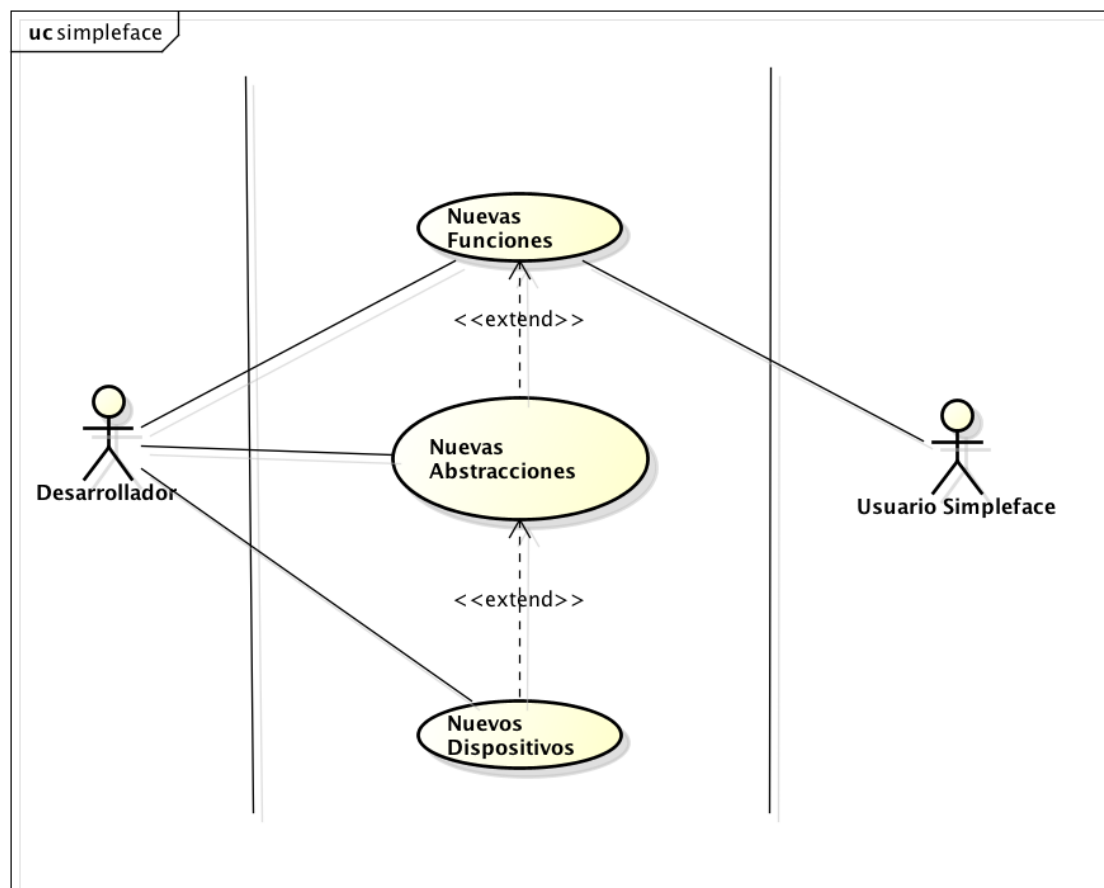 uc simpleface
Nuevas
Funciones
<<extend>>
Nuevas
Abstracciones
Desarrollador
Usuario Simpleface
<<extend>>
Nuevos
Dispositivos